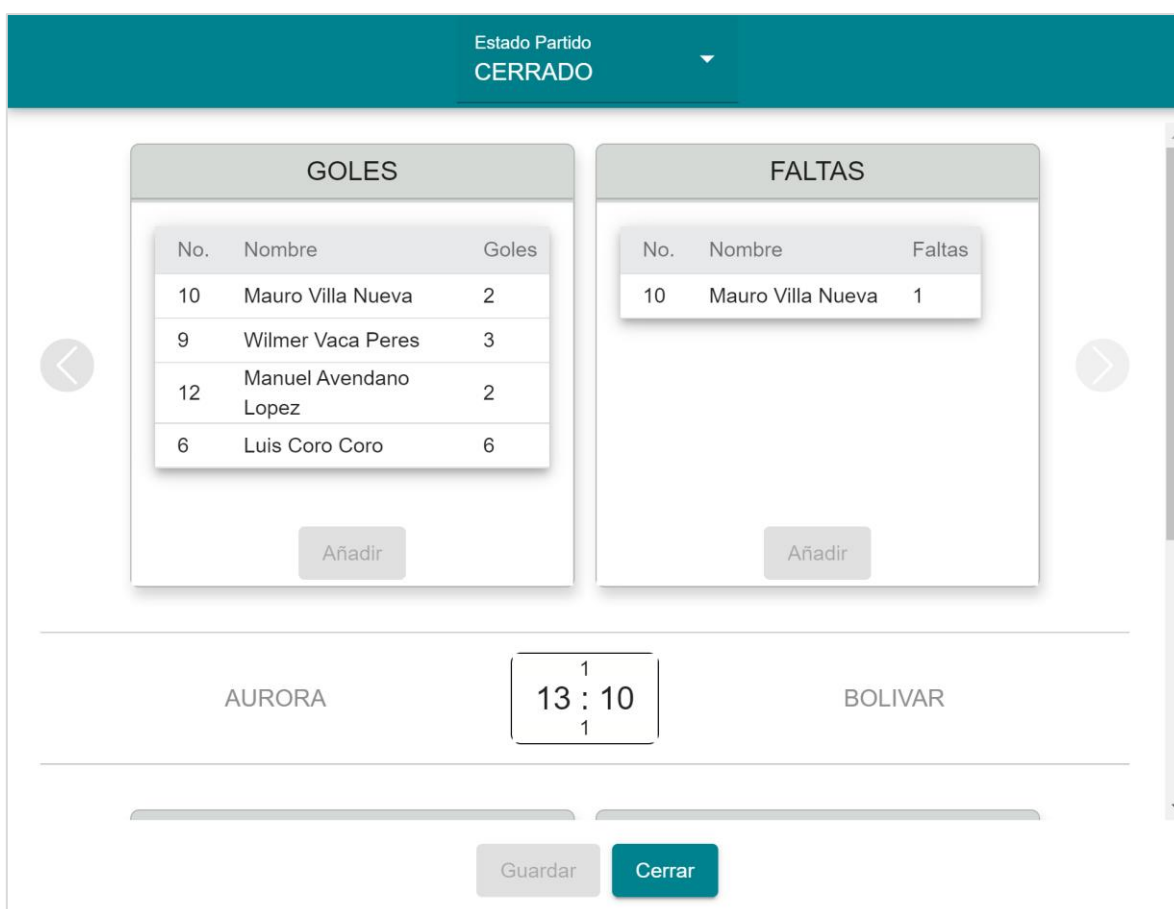 Estado Partido
CERRADO
GOLES
No. Nombre Goles
10 Mauro Villa Nueva 2
9 Wilmer Vaca Peres 3
12 Manuel Avendano
Lopez 2
6 Luis Coro Coro 6
Añadir
FALTAS
No. Nombre Faltas
10 Mauro Villa Nueva 1
Añadir
1
AURORA 13 : 10 BOLIVAR
1
Guardar Cerrar